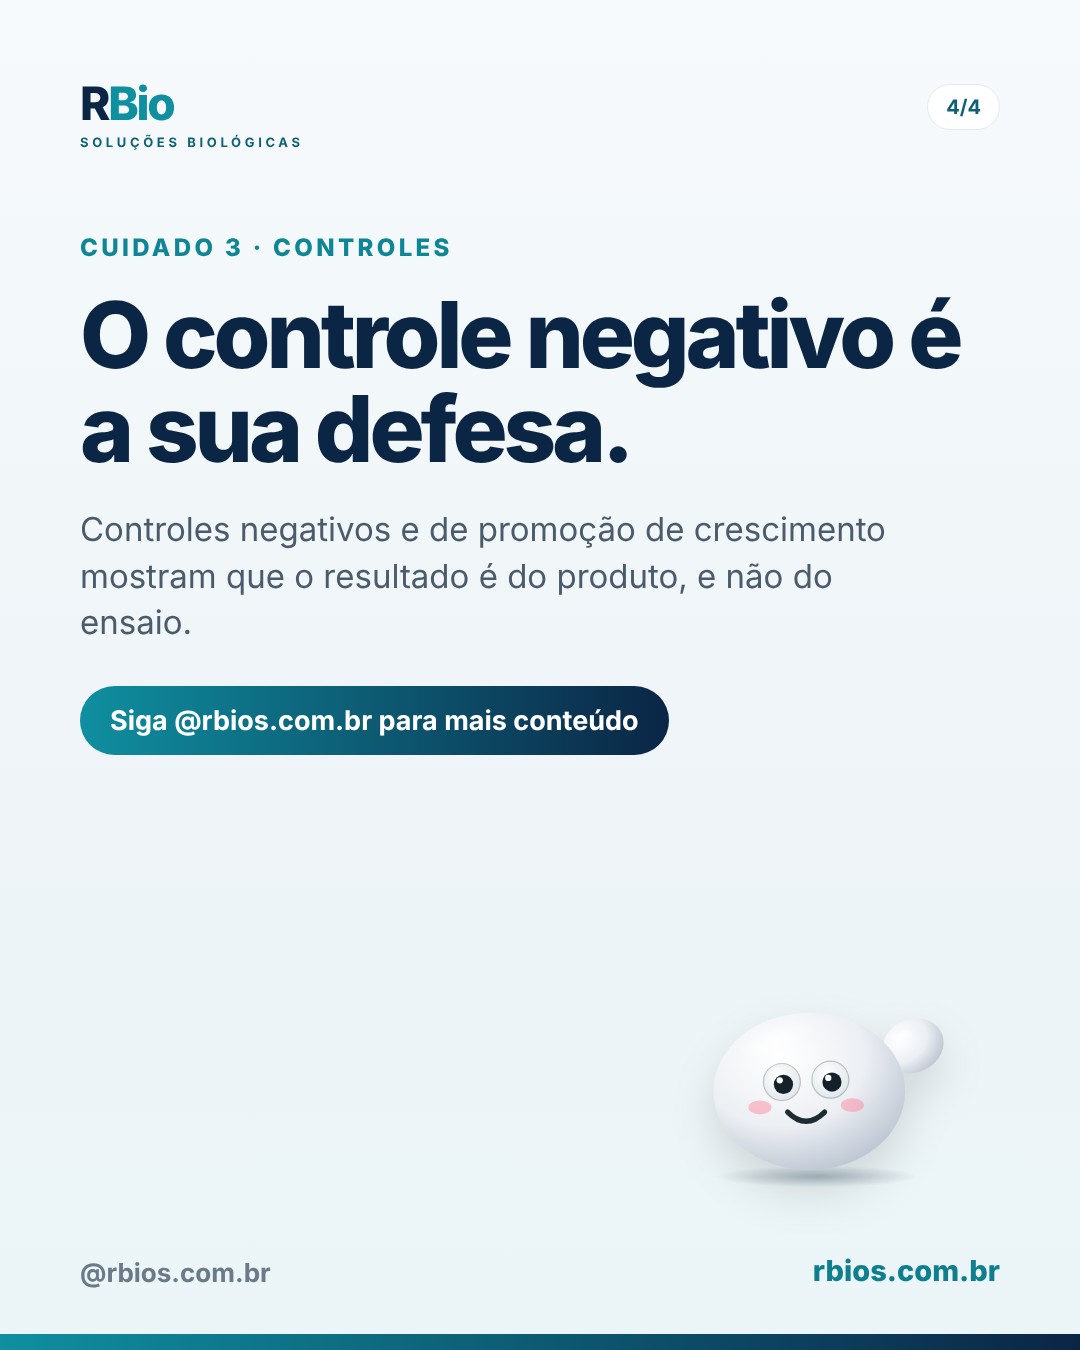 RBio
SOLUÇÕES BIOLÓGICAS
4/4
CUIDADO 3 · CONTROLES
O controle negativo é
a sua defesa.
Controles negativos e de promoção de crescimento
mostram que o resultado é do produto, e não do
ensaio.
Siga @rbios.com.br para mais conteúdo
@rbios.com.br
rbios.com.br